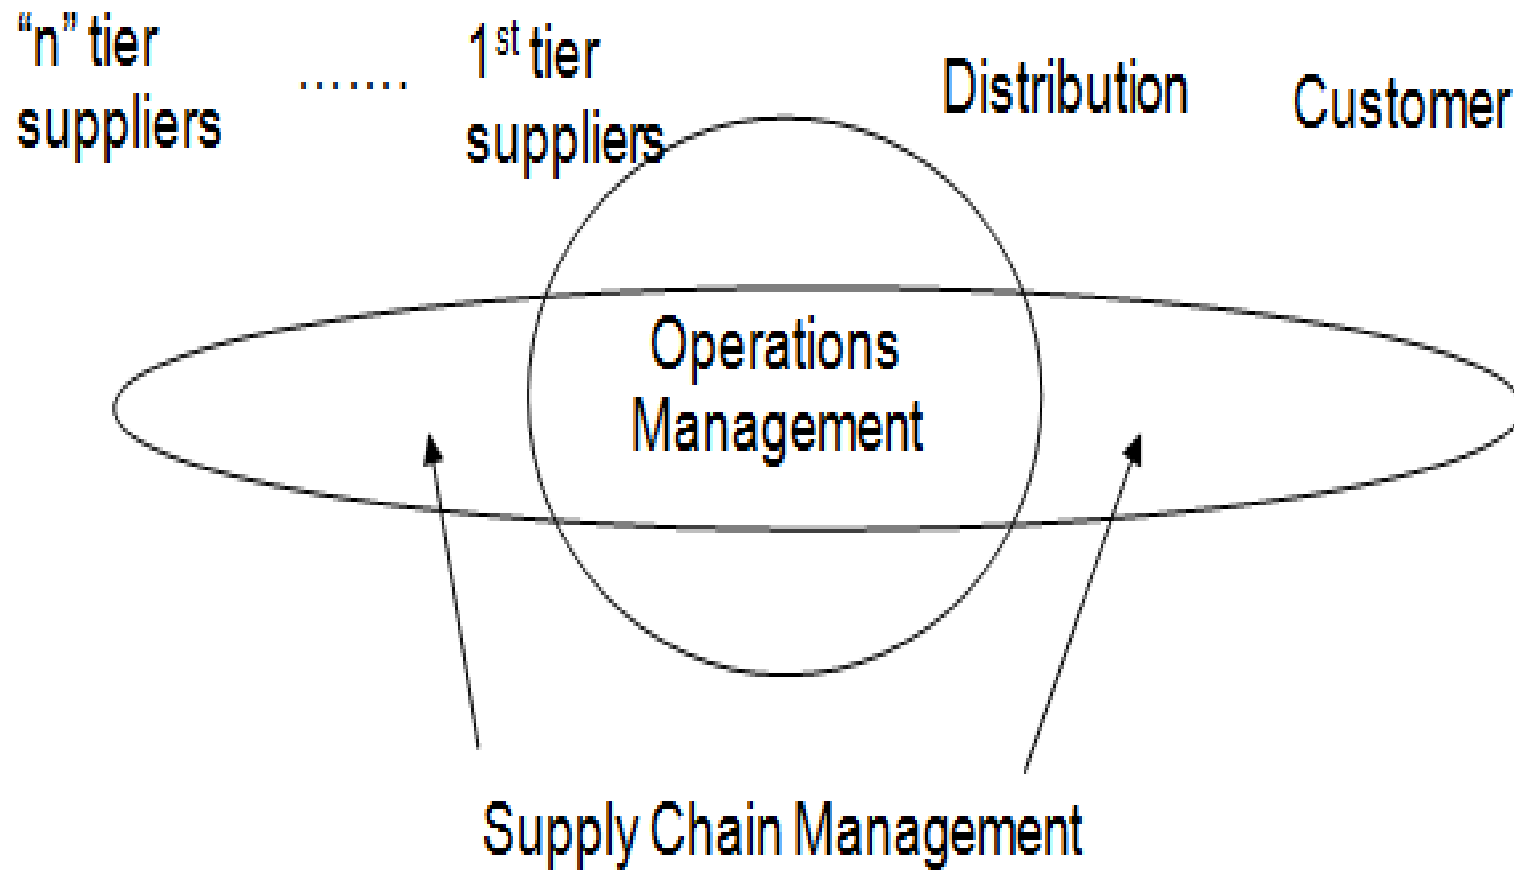 “n” tier
suppliers
.......
1st tier
suppliers
Distribution
Customer
Operations
Management
Supply Chain Management